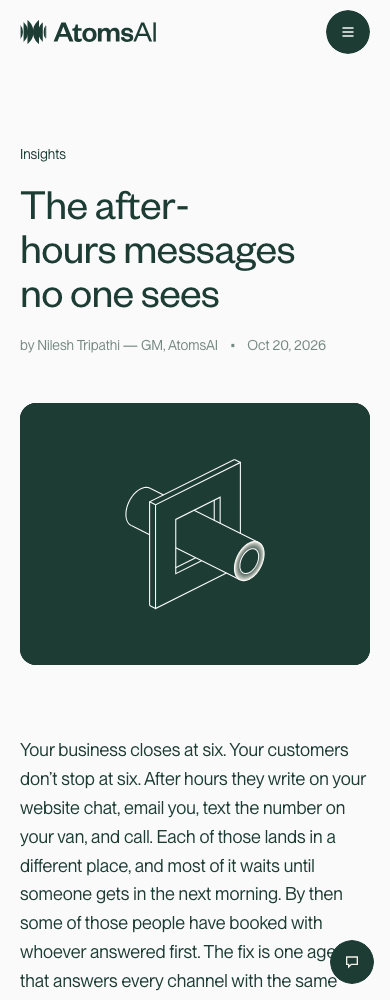 AtomsAI
Insights
The after-
hours messages
no one sees
by Nilesh Tripathi — GM, AtomsAI • Oct 20, 2026
Your business closes at six. Your customers
don’t stop at six. After hours they write on your
website chat, email you, text the number on
your van, and call. Each of those lands in a
different place, and most of it waits until
someone gets in the next morning. By then
some of those people have booked with
whoever answered first. The fix is one
that answers every channel with the same